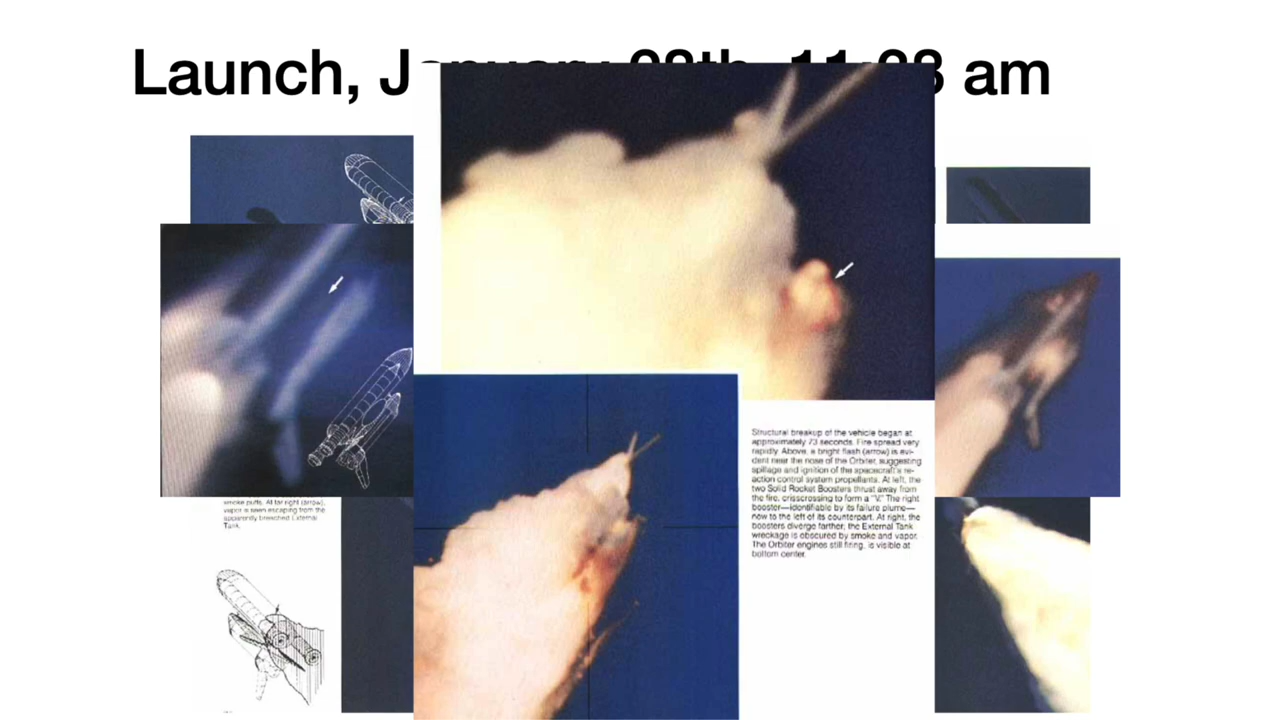 Launch, January 28th, 11:38 am
Structural breakup of the vehicle began at
approximately 73 seconds. Fire spread very
rapidly. Above, a bright flash (arrow) is evi-
dent near the nose of the Orbiter, suggesting
spillage and ignition of the spacecraft's re-
action control system propellants. At left, the
two Solid Rocket Boosters thrust away from
the fire, crisscrossing to form a "V." The right
booster—identifiable by its failure plume—
now to the left of its counterpart. At right, the
boosters diverge farther; the External Tank
wreckage is obscured by smoke and vapor.
The Orbiter engines still firing, is visible at
bottom center.
smoke puffs. At far right (arrow),
vapor is seen escaping from the
apparently breached External
Tank.